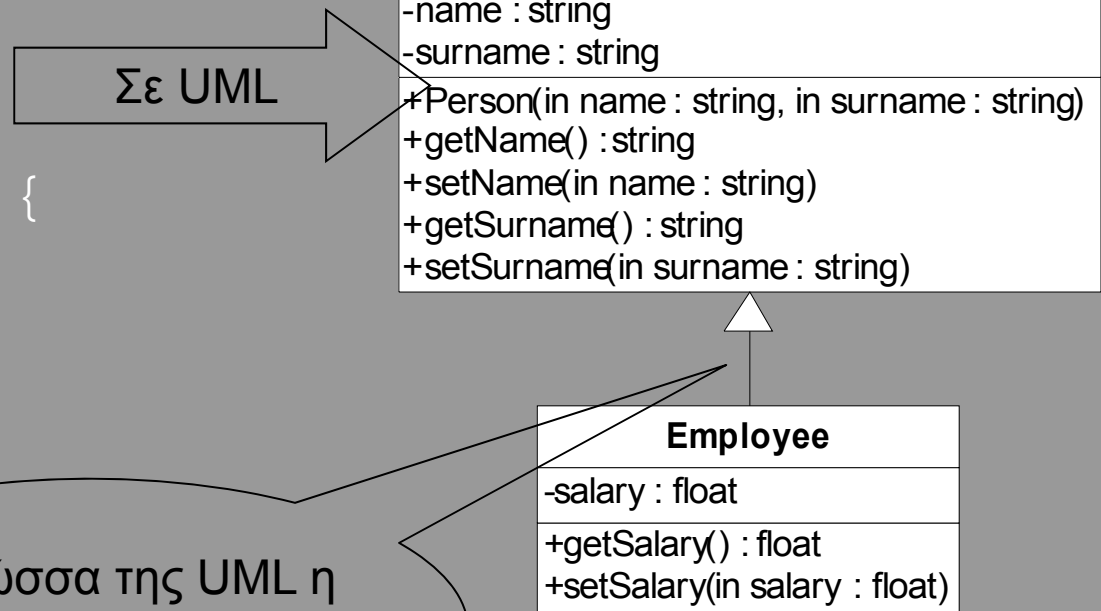 -name : string
-surname : string
Σε UML
+Person(in name : string, in surname : string)
+getName() : string
+setName(in name : string)
+getSurname() : string
+setSurname(in surname : string)
{
Employee
-salary : float
+getSalary() : float
+setSalary(in salary : float)
της UML η